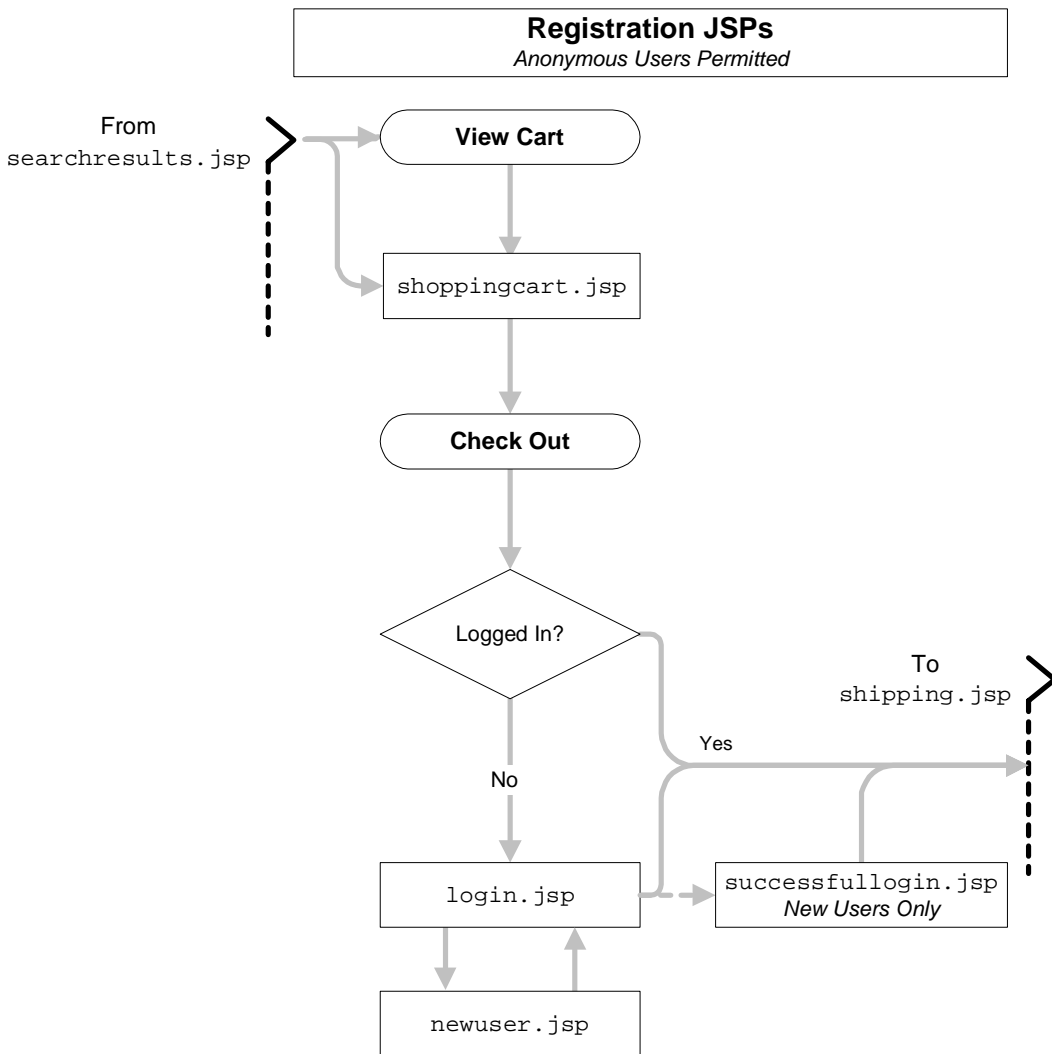 Registration JSPs
Anonymous Users Permitted
From
searchresults.jsp
View Cart
shoppingcart.jsp
Check Out
Logged In?
To
shipping.jsp
Yes
No
login.jsp
successfullogin.jsp
New Users Only
newuser.jsp